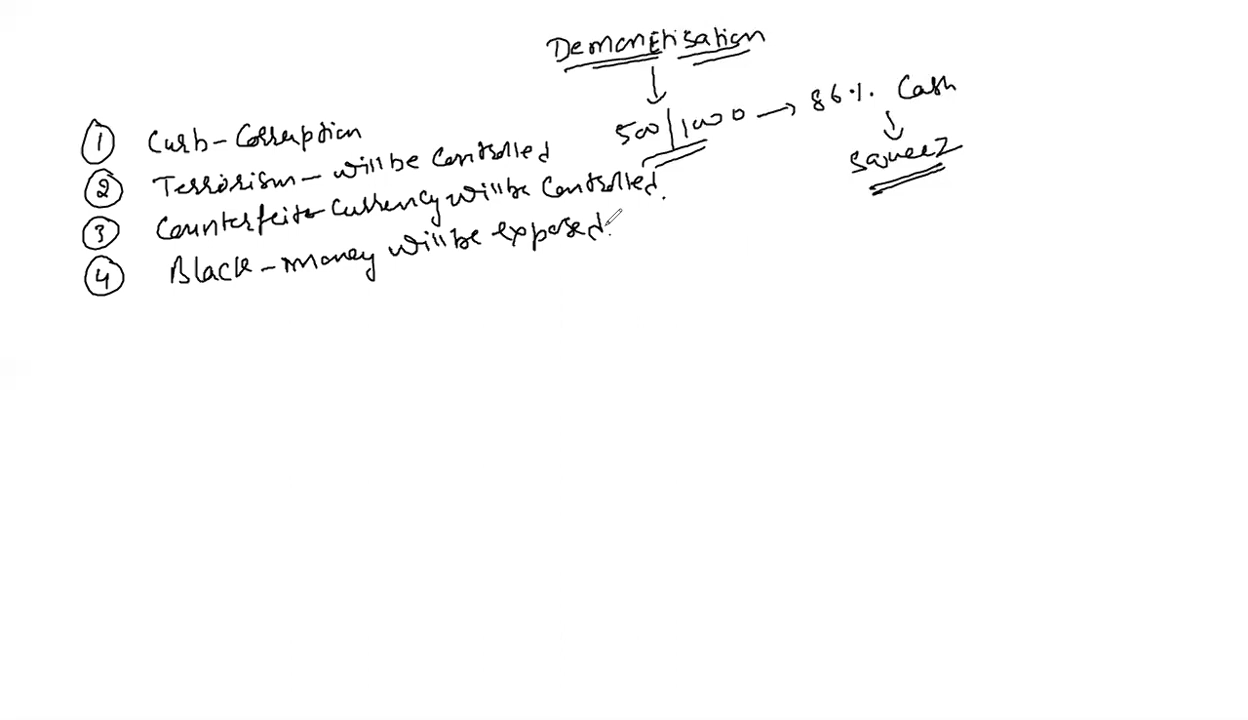 Demonetisation
↓
500/1000 → 86% Cash
↓
Squeez
① Curb - Corruption
② Terrorism - will be controlled
③ Counterfeit - currency will be controlled.
④ Black - money will be exposed.